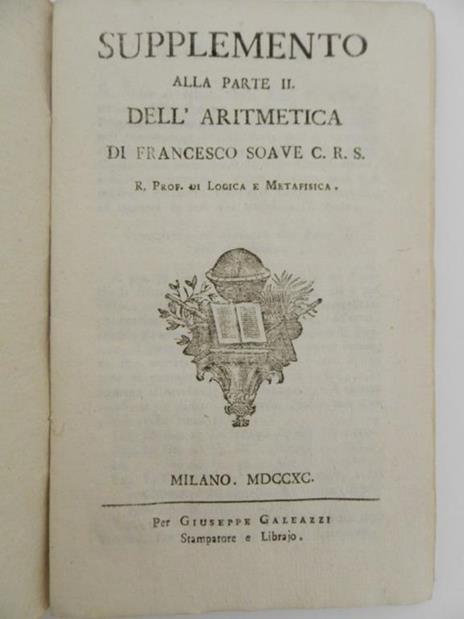 SUPPLEMENTO
ALLA PARTE II.
DELL' ARITMETICA
DI FRANCESCO SOAVE C. R. S.
R. PROF. DI LOGICA E METAFISICA.
MILANO. MDCCXC.
Per GIUSEPPE GALEAZZI
Stampatore e Librajo.